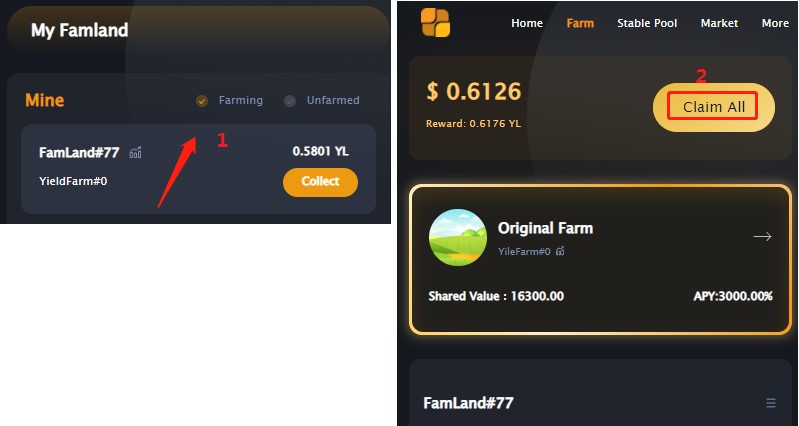 My Famland
Mine
Farming
Unfarmed
1
FamLand#77
0.5801 YL
YieldFarm#0
Collect
Home Farm Stable Pool Market More
2
$ 0.6126
Claim All
Reward: 0.6176 YL
Original Farm
YileFarm#0
Shared Value : 16300.00
APY:3000.00%
FamLand#77